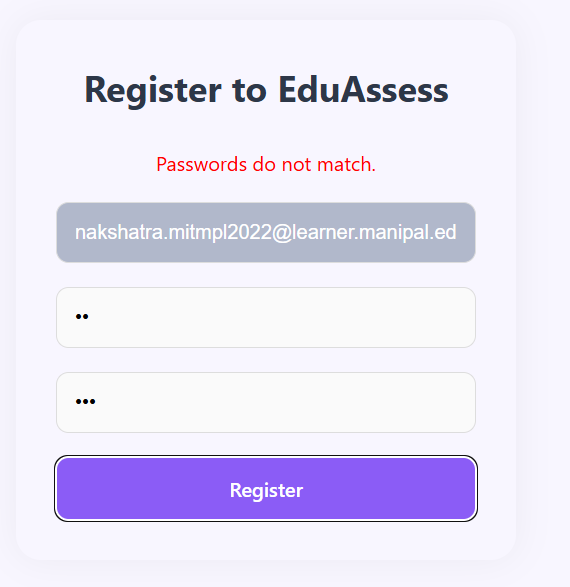 Register to EduAssess
Passwords do not match.
nakshatra.mitmpl2022@learner.manipal.ed
••
•••
Register